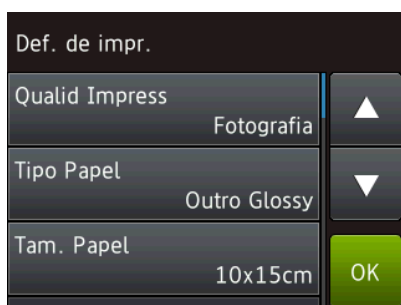 Def. de impr.
Qualid Impress
Fotografia
Tipo Papel
Outro Glossy
Tam. Papel
10x15cm
OK